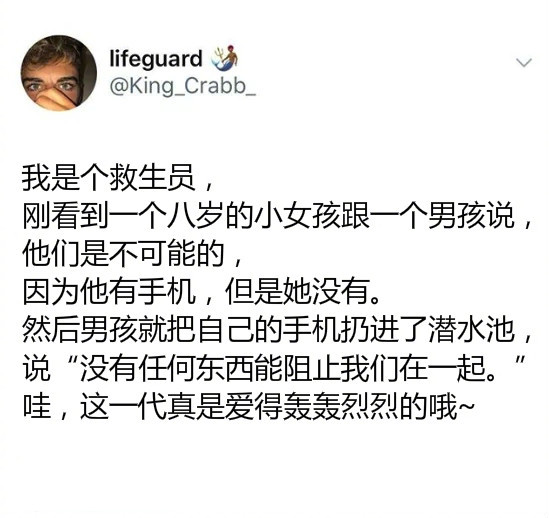 lifeguard
@King_Crabb_
我是个救生员，
刚看到一个八岁的小女孩跟一个男孩说，
他们是不可能的，
因为他有手机，但是她没有。
然后男孩就把自己的手机扔进了潜水池，
说“没有任何东西能阻止我们在一起。”
哇，这一代真是爱得轰轰烈烈的哦~